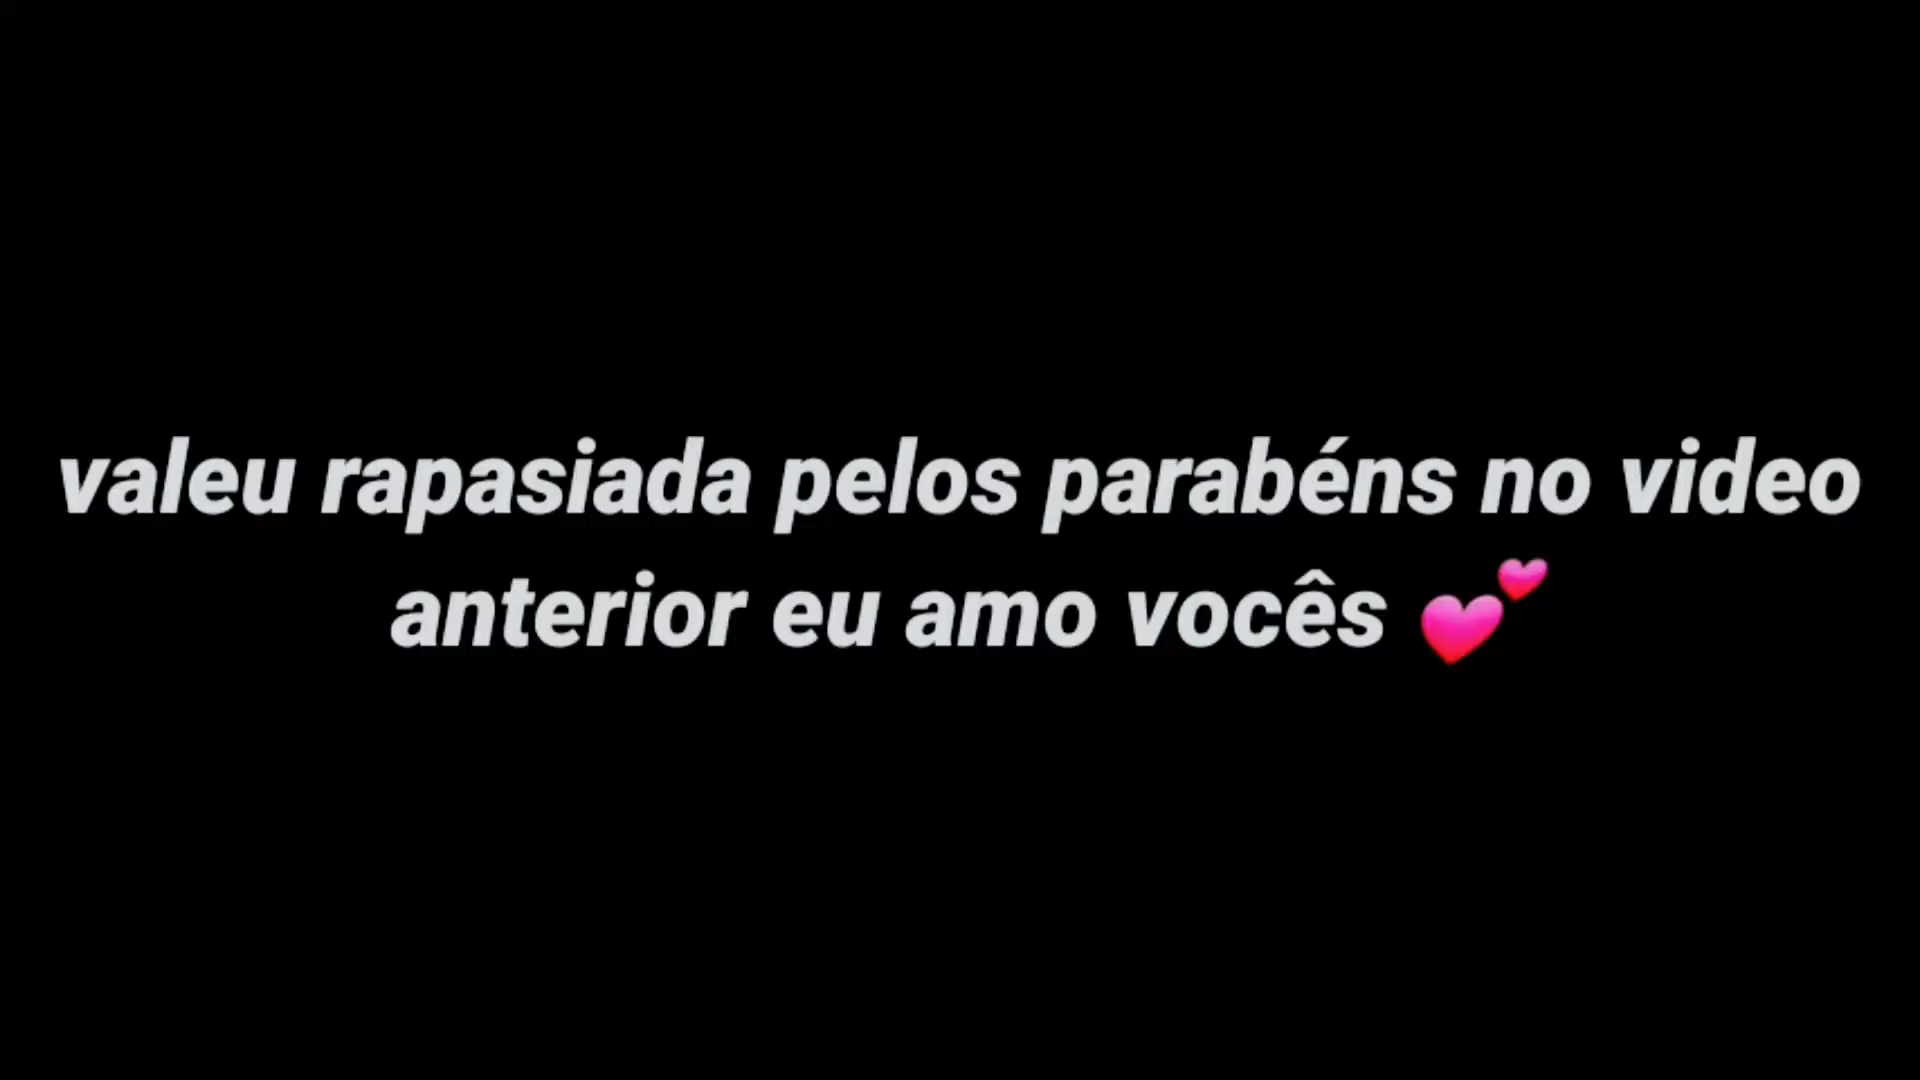 valeu rapasiada pelos parabéns no video
anterior eu amo vocês 💕